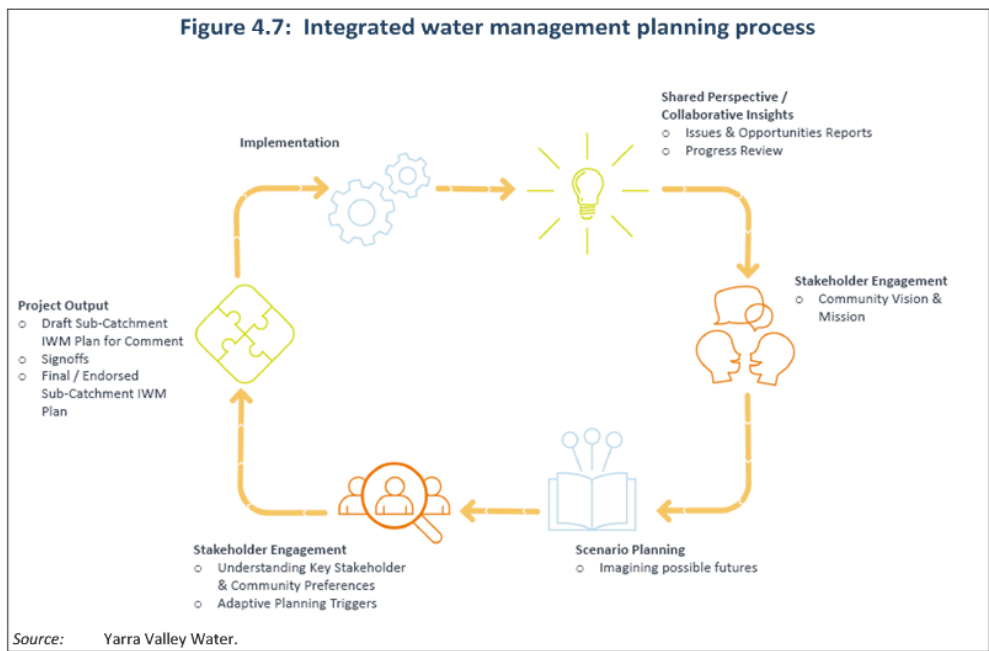 Figure 4.7: Integrated water management planning process
Shared Perspective /
Collaborative Insights
o Issues & Opportunities Reports
o Progress Review
Implementation
Stakeholder Engagement
o Community Vision &
Mission
Project Output
o Draft Sub-Catchment
IWM Plan for Comment
o Signoffs
o Final / Endorsed
Sub-Catchment IWM
Plan
Scenario Planning
o Imagining possible futures
Stakeholder Engagement
o Understanding Key Stakeholder
& Community Preferences
o Adaptive Planning Triggers
Source: Yarra Valley Water.